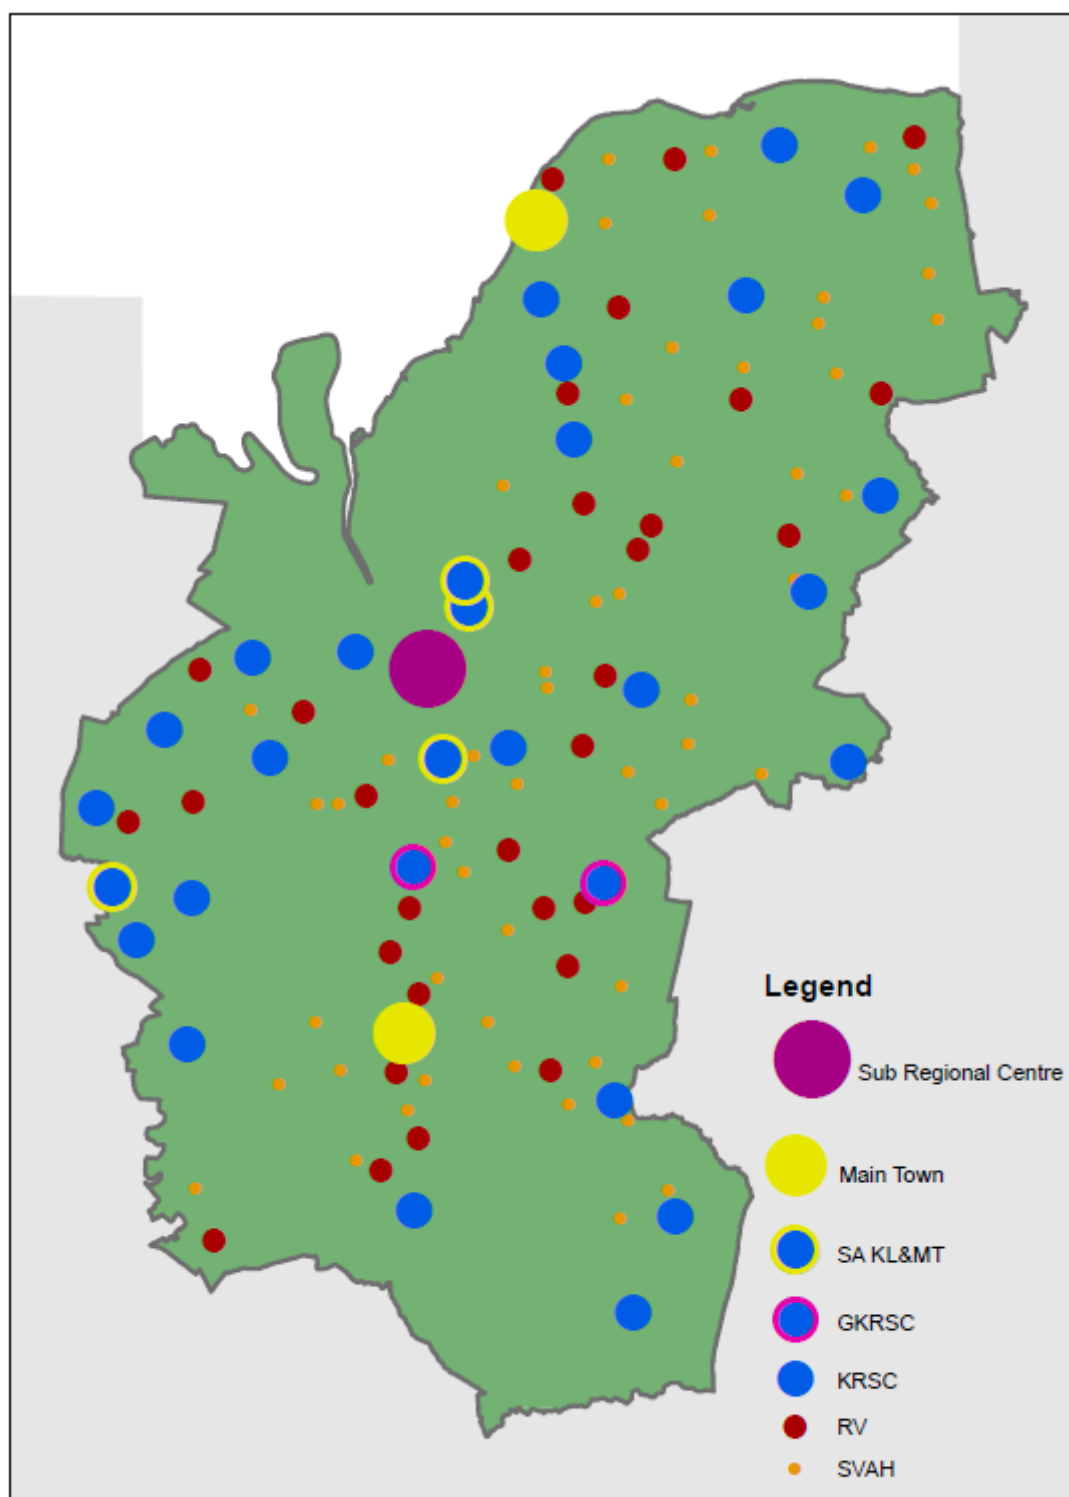 Legend
Sub Regional Centre
Main Town
SA KL&MT
GKRSC
KRSC
RV
SVAH